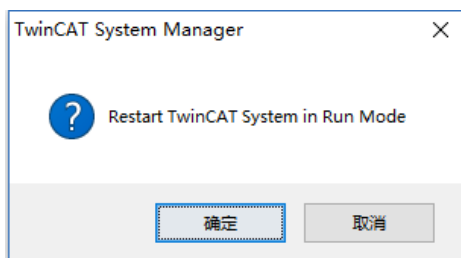 TwinCAT System Manager
Restart TwinCAT System in Run Mode
确定
取消